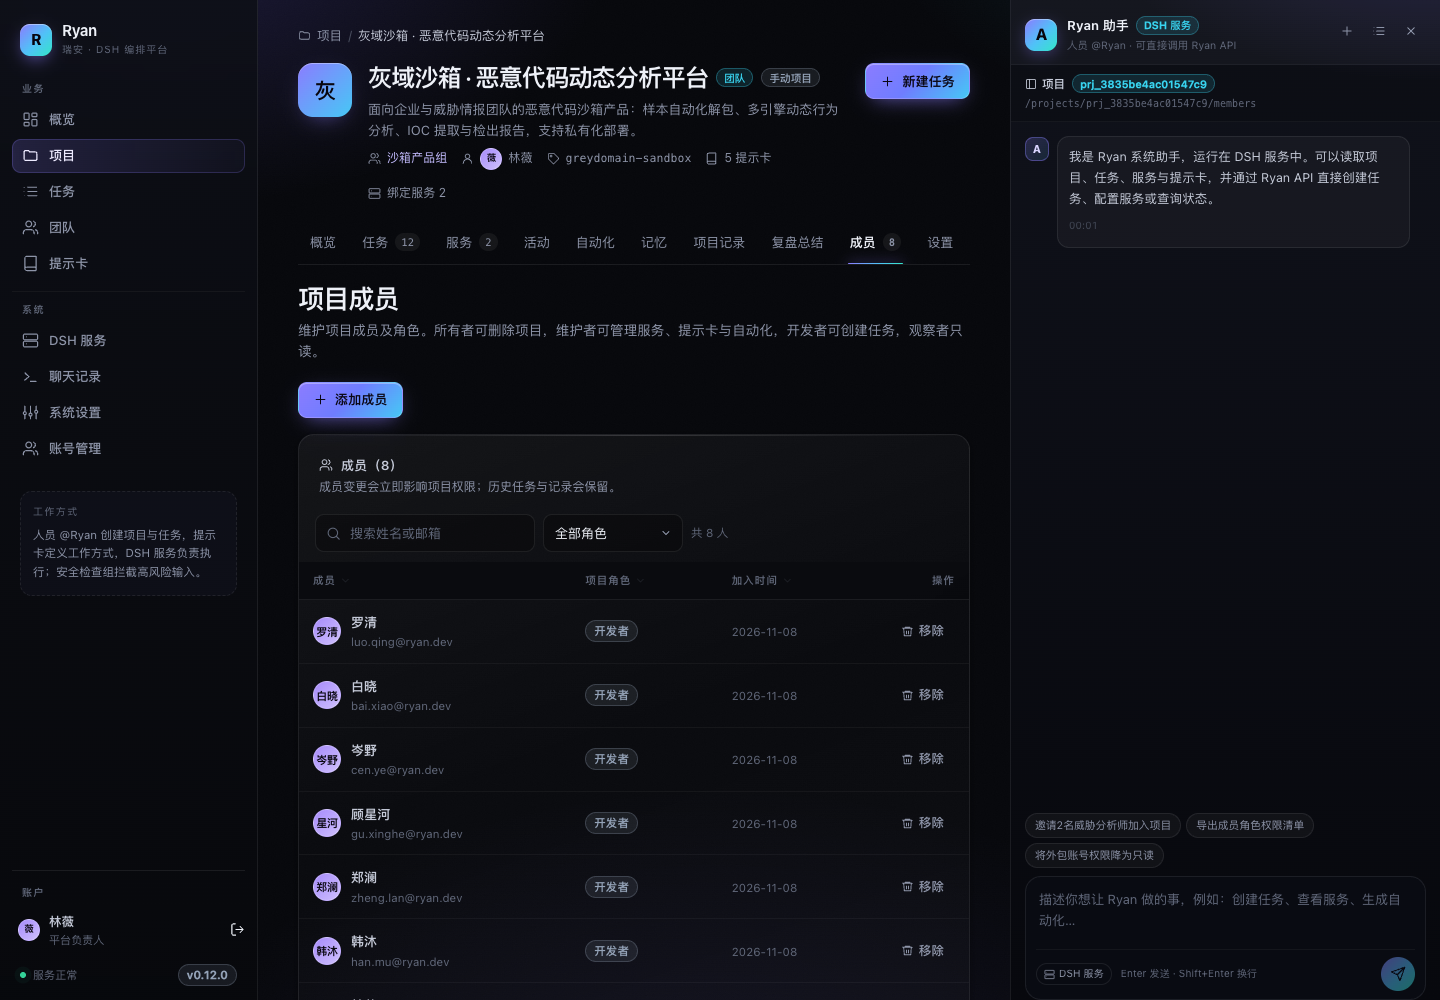 R
Ryan
瑞安 · DSH 编排平台
业务
概览
项目
任务
团队
提示卡
系统
DSH 服务
聊天记录
系统设置
账号管理
工作方式
人员 @Ryan 创建项目与任务，提示
卡定义工作方式，DSH 服务负责执
行；安全检查组拦截高风险输入。
账户
薇
林薇
平台负责人
服务正常
v0.12.0
项目 / 灰域沙箱 · 恶意代码动态分析平台
灰
灰域沙箱 · 恶意代码动态分析平台
团队
手动项目
新建任务
面向企业与威胁情报团队的恶意代码沙箱产品：样本自动化解包、多引擎动态行为
分析、IOC 提取与检出报告，支持私有化部署。
沙箱产品组
薇
林薇
greydomain-sandbox
5 提示卡
绑定服务 2
概览
任务 12
服务 2
活动
自动化
记忆
项目记录
复盘总结
成员 8
设置
项目成员
维护项目成员及角色。所有者可删除项目，维护者可管理服务、提示卡与自动化，开发者可创建任务，观察者只
读。
添加成员
成员（8）
成员变更会立即影响项目权限；历史任务与记录会保留。
搜索姓名或邮箱
全部角色
共 8 人
成员
项目角色
加入时间
操作
罗清
罗清
luo.qing@ryan.dev
开发者
2026-11-08
移除
白晓
白晓
bai.xiao@ryan.dev
开发者
2026-11-08
移除
岑野
岑野
cen.ye@ryan.dev
开发者
2026-11-08
移除
星河
顾星河
gu.xinghe@ryan.dev
开发者
2026-11-08
移除
郑澜
郑澜
zheng.lan@ryan.dev
开发者
2026-11-08
移除
韩沐
韩沐
han.mu@ryan.dev
开发者
2026-11-08
移除
A
Ryan 助手
DSH 服务
人员 @Ryan · 可直接调用 Ryan API
项目
prj_3835be4ac01547c9
/projects/prj_3835be4ac01547c9/members
A
我是 Ryan 系统助手，运行在 DSH 服务中。可以读取项
目、任务、服务与提示卡，并通过 Ryan API 直接创建任
务、配置服务或查询状态。
00:01
邀请2名威胁分析师加入项目
导出成员角色权限清单
将外包账号权限降为只读
描述你想让 Ryan 做的事，例如：创建任务、查看服务、生成自
动化...
DSH 服务
Enter 发送 · Shift+Enter 换行